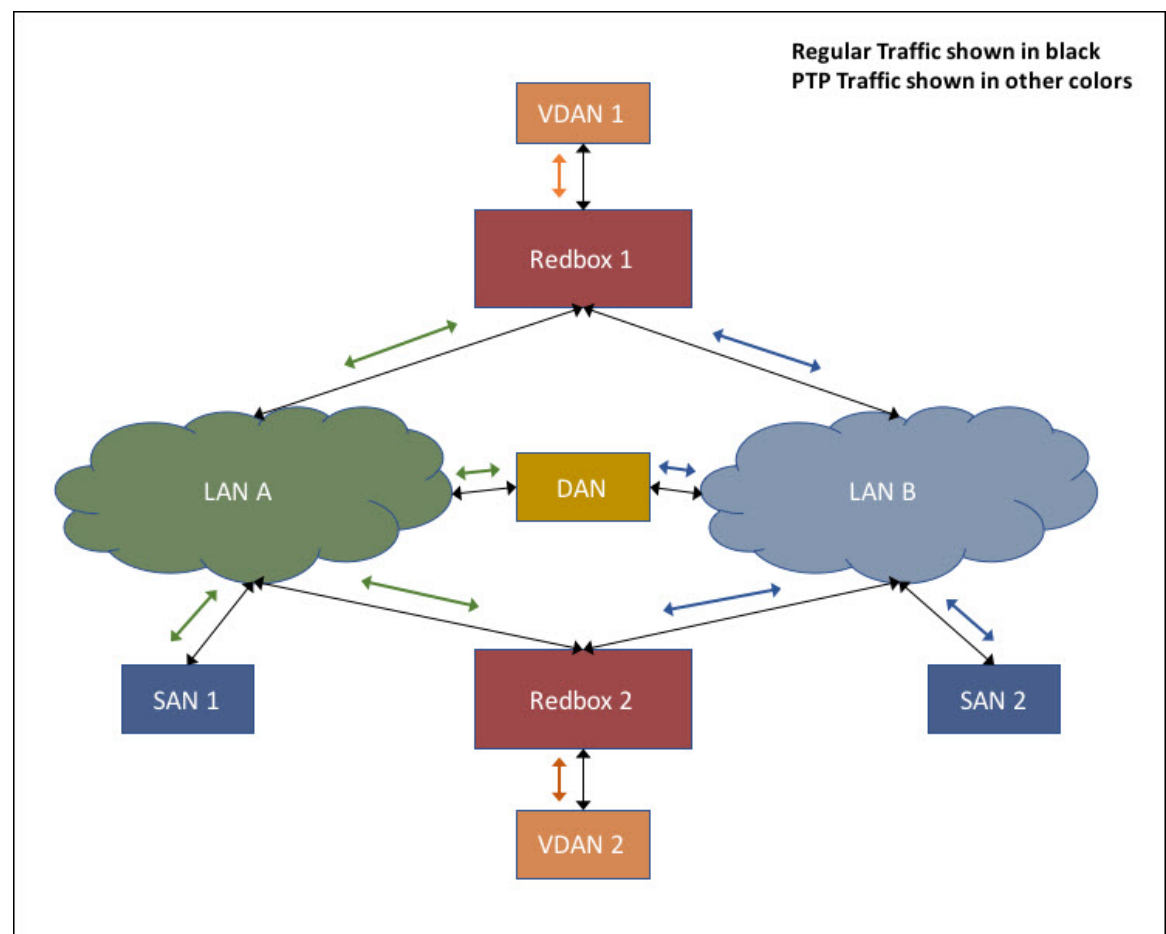 Regular Traffic shown in black
PTP Traffic shown in other colors
VDAN 1
Redbox 1
LAN A
DAN
LAN B
SAN 1
Redbox 2
SAN 2
VDAN 2